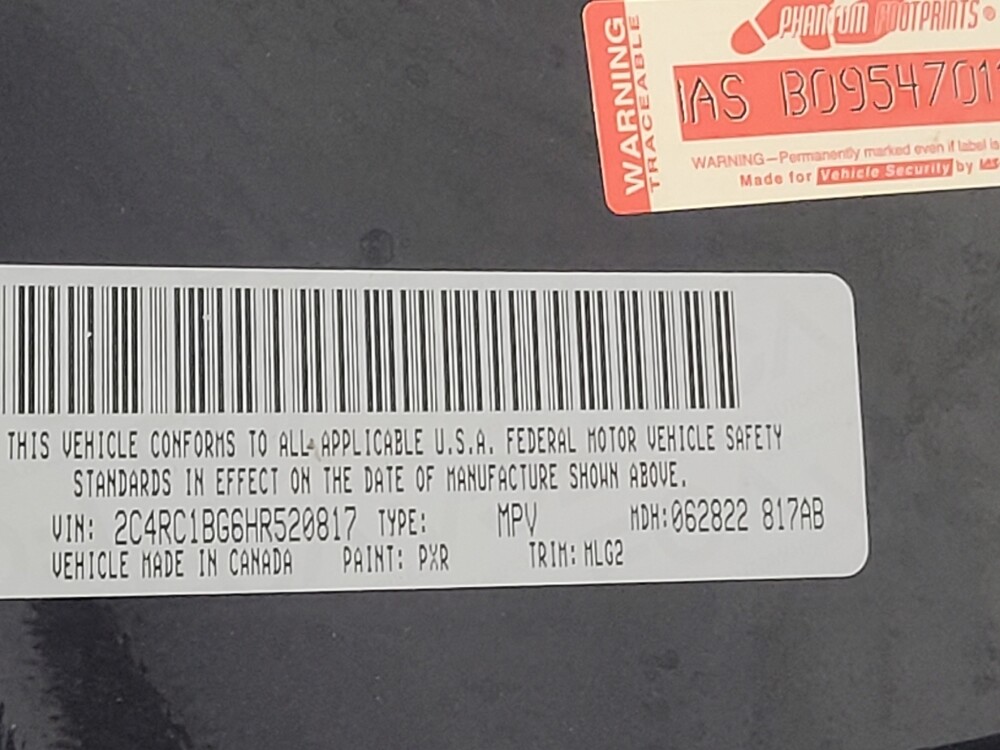 PHANTOM FOOTPRINTS®
WARNING
TRACEABLE
IAS B0954701
WARNING—Permanently marked even if label is
Made for Vehicle Security by IAS
THIS VEHICLE CONFORMS TO ALL APPLICABLE U.S.A. FEDERAL MOTOR VEHICLE SAFETY
STANDARDS IN EFFECT ON THE DATE OF MANUFACTURE SHOWN ABOVE.
VIN: 2C4RC1BG6HR520817 TYPE: MPV MDH:062822 817AB
VEHICLE MADE IN CANADA PAINT: PXR TRIM: MLG2